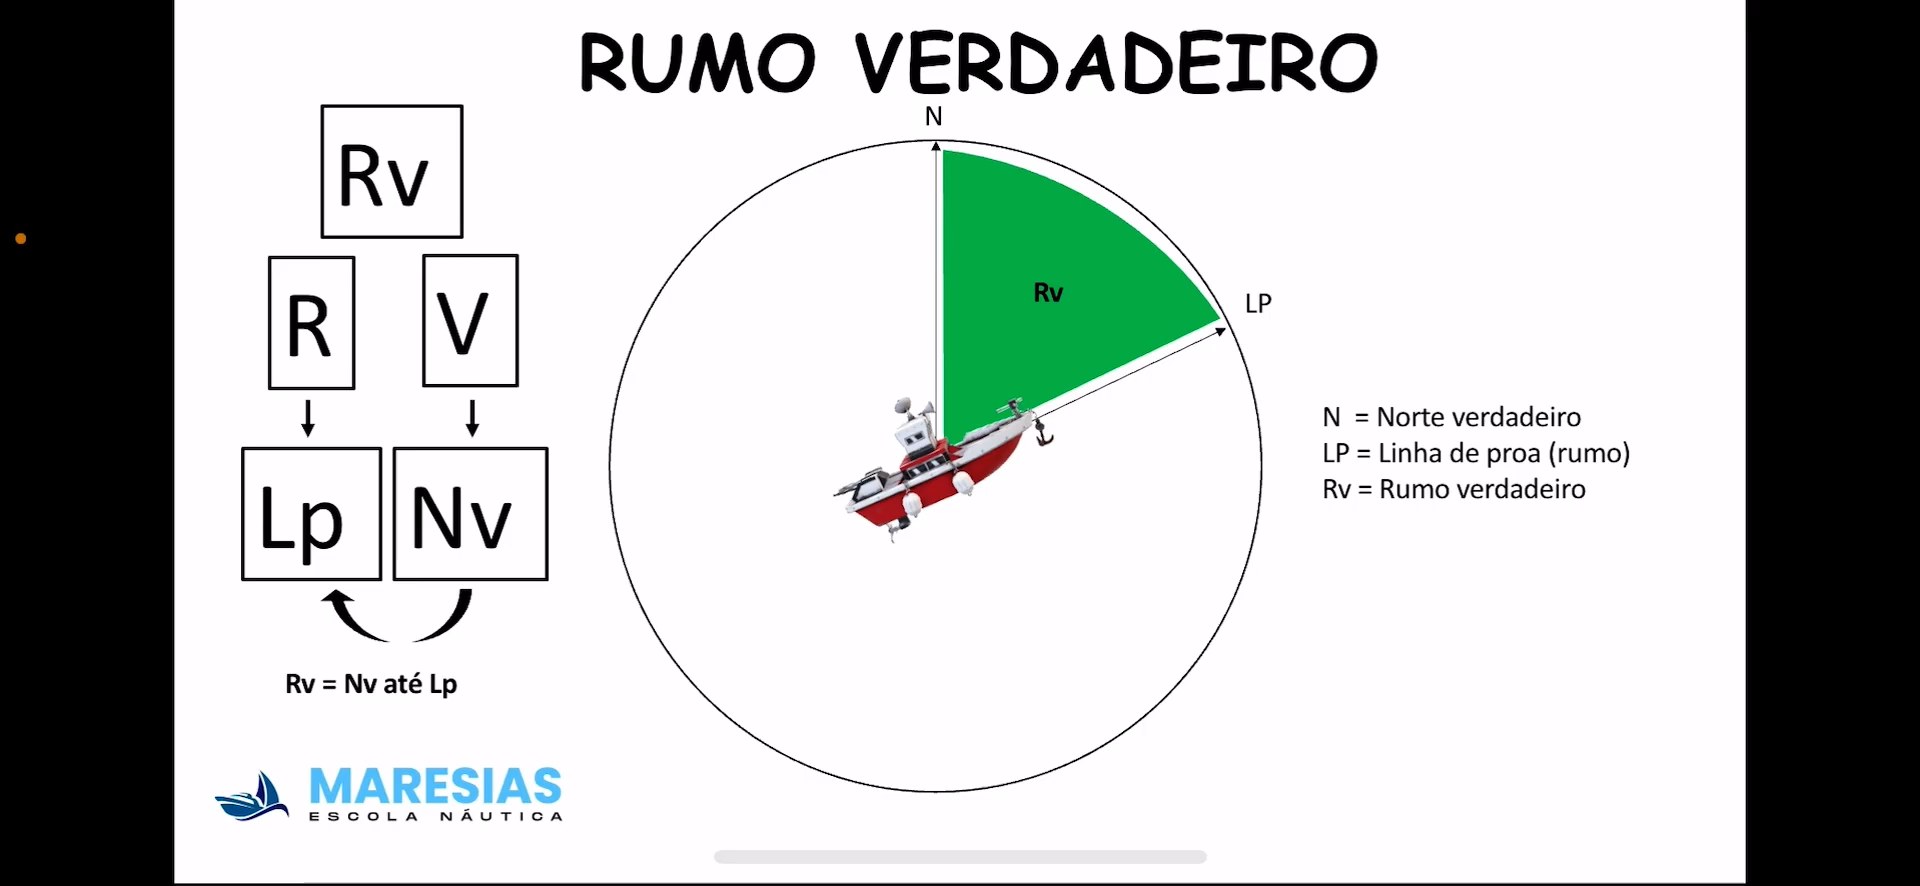 RUMO VERDADEIRO
Rv
R V
Lp Nv
Rv = Nv até Lp
N
Rv
LP
N = Norte verdadeiro
LP = Linha de proa (rumo)
Rv = Rumo verdadeiro
MARESIAS
ESCOLA NÁUTICA